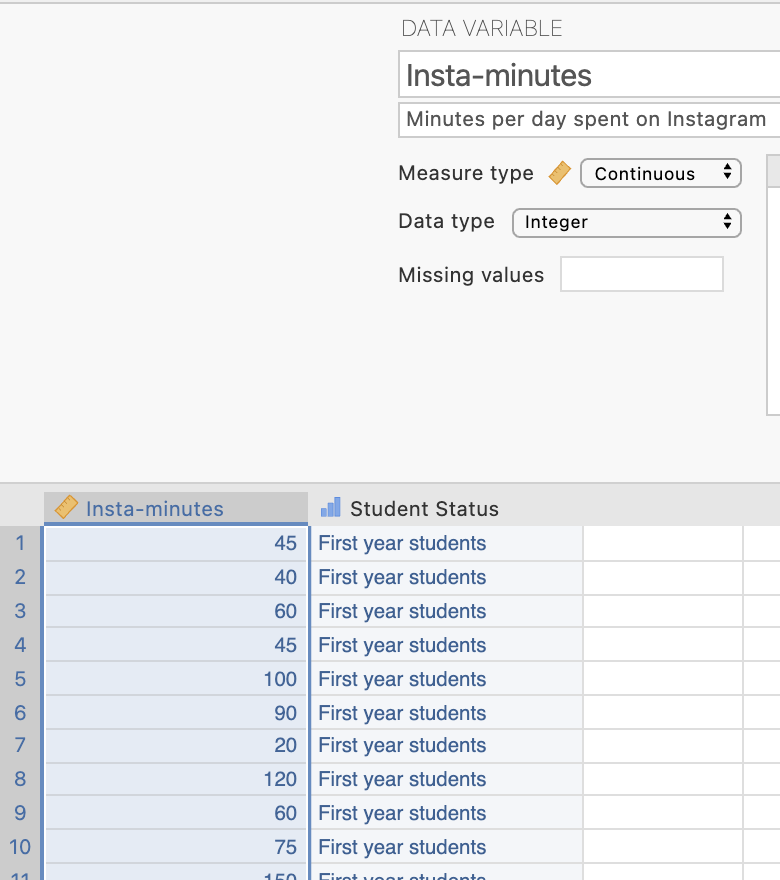 DATA VARIABLE
Insta-minutes
Minutes per day spent on Instagram
Measure type Continuous
Data type Integer
Missing values
Insta-minutes Student Status
1 45 First year students
2 40 First year students
3 60 First year students
4 45 First year students
5 100 First year students
6 90 First year students
7 20 First year students
8 120 First year students
9 60 First year students
10 75 First year students
11 150 First year students